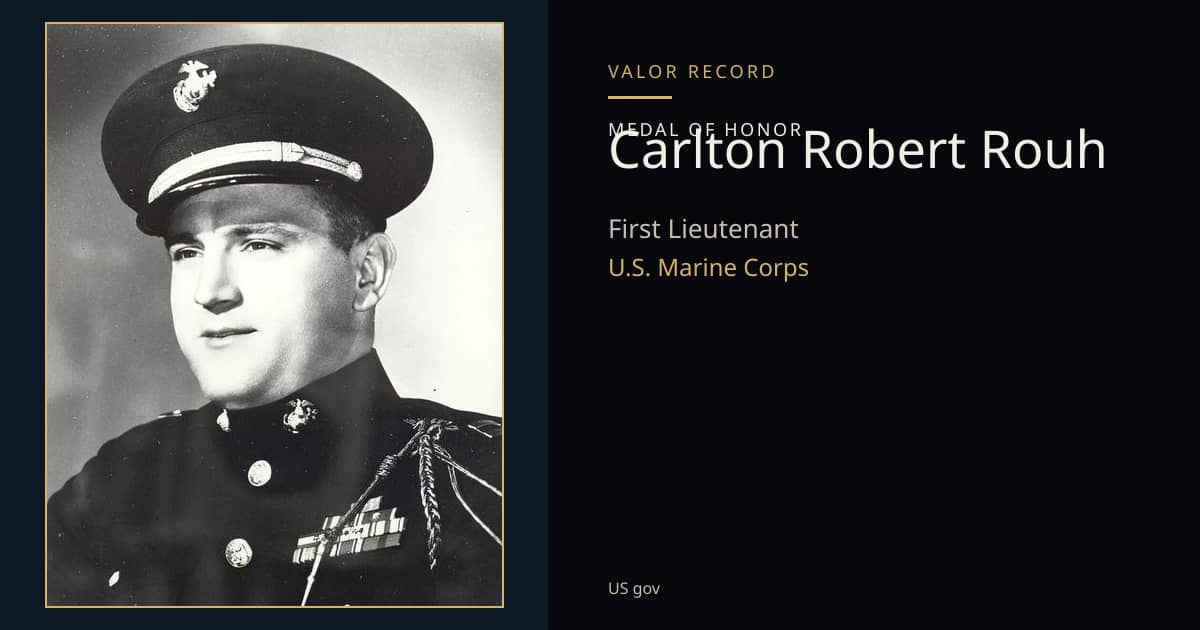 VALOR RECORD
MEDAL OF HONOR
Carlton Robert Rouh
First Lieutenant
U.S. Marine Corps
US gov